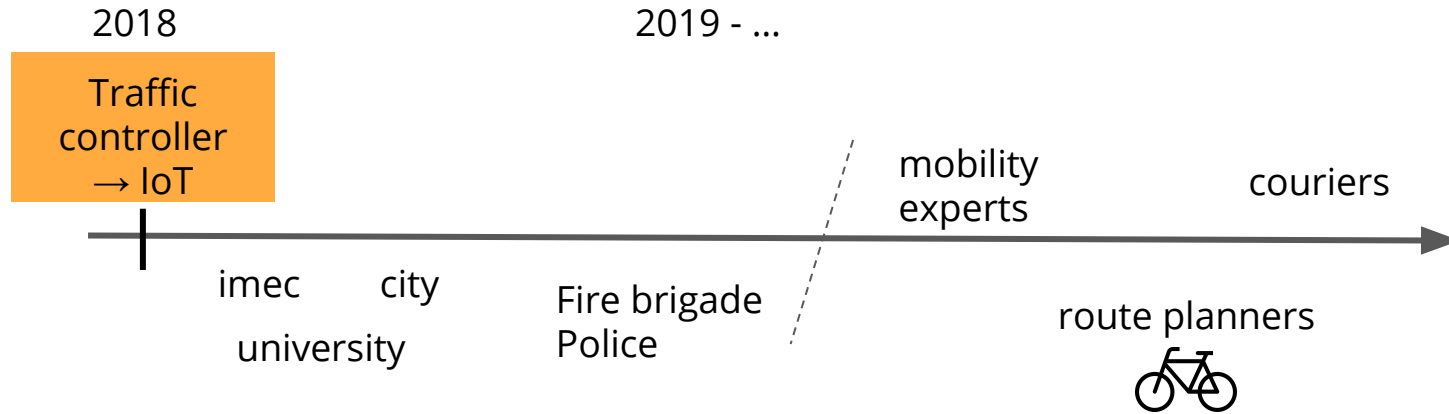 2018
2019 - ...
Traffic
controller
→ IoT
mobility
experts
couriers
imec
city
university
Fire brigade
Police
route planners